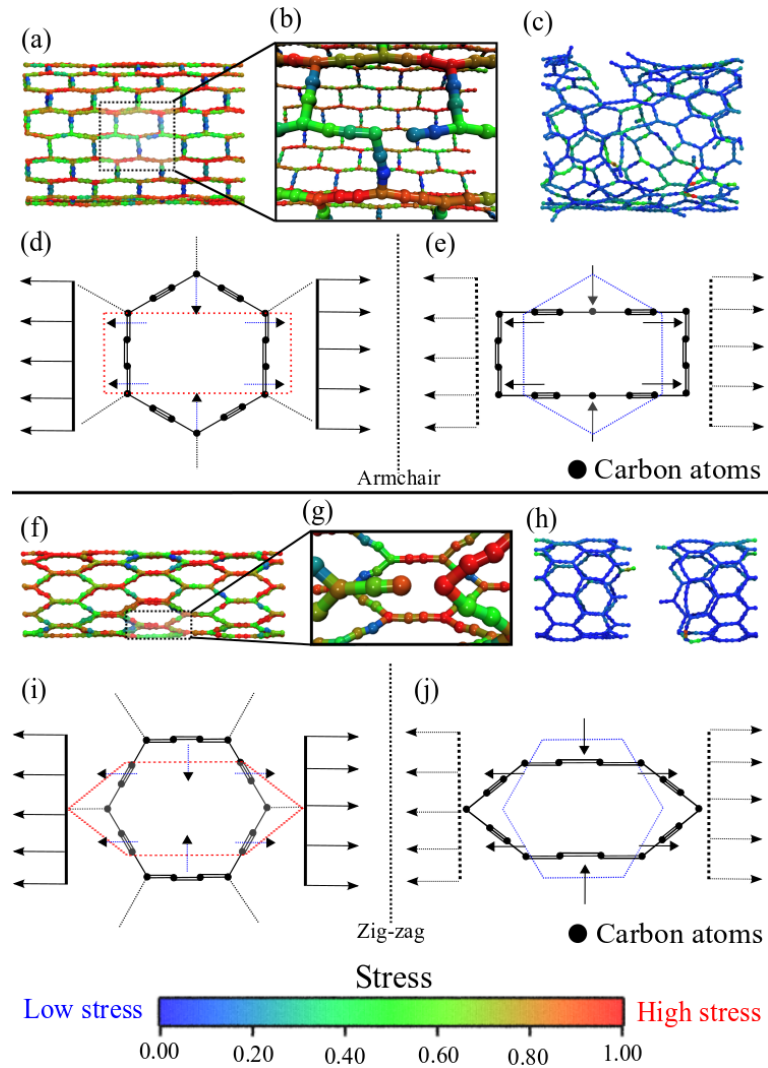 (a)
(b)
(c)
(d)
(e)
Armchair
Carbon atoms
(f)
(g)
(h)
(i)
(j)
Zig-zag
Carbon atoms
Stress
Low stress
High stress
0.00 0.20 0.40 0.60 0.80 1.00